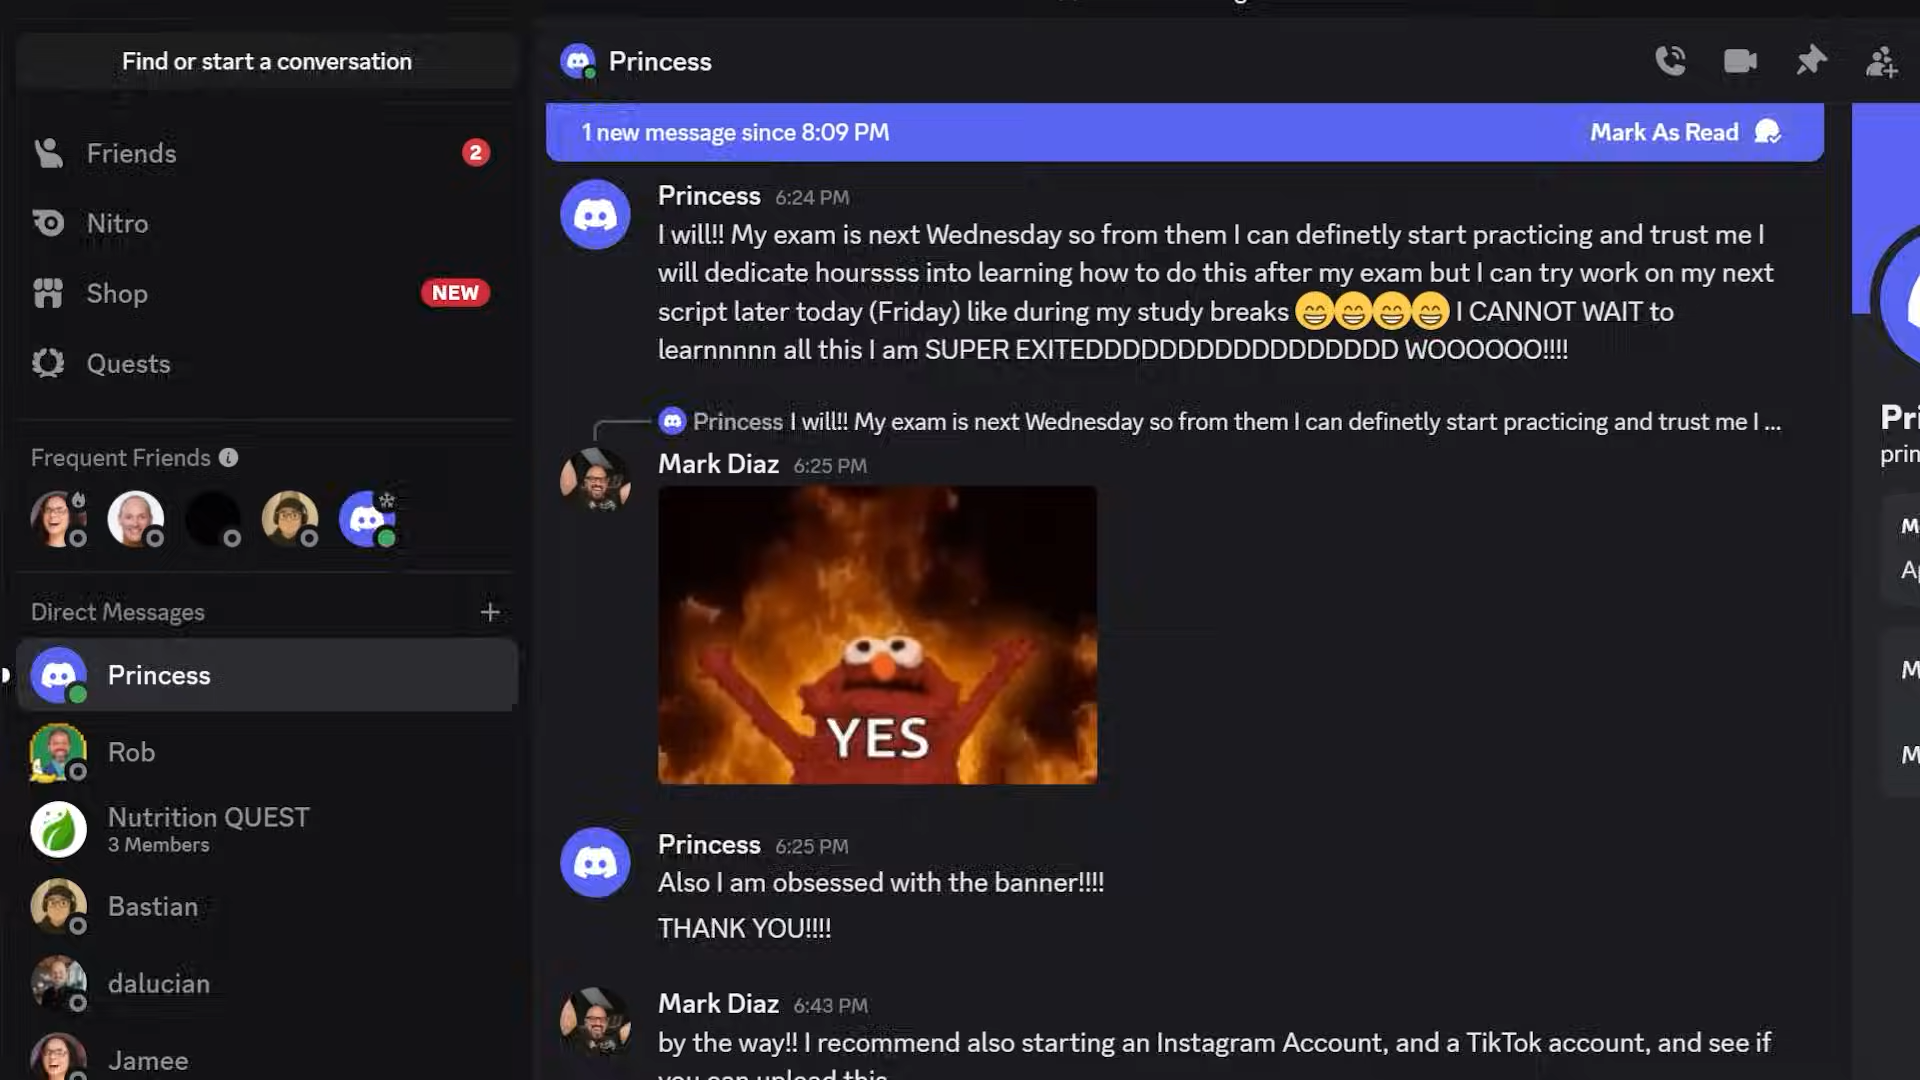 Find or start a conversation
Friends
2
Nitro
Shop
NEW
Quests
Frequent Friends
Direct Messages
+
Princess
Rob
Nutrition QUEST
3 Members
Bastian
dalucian
Jamee
Princess
1 new message since 8:09 PM
Mark As Read
Princess 6:24 PM
I will!! My exam is next Wednesday so from them I can definetly start practicing and trust me I
will dedicate hourssss into learning how to do this after my exam but I can try work on my next
script later today (Friday) like during my study breaks 😁😁😁😁 I CANNOT WAIT to
learnnnnn all this I am SUPER EXITEDDDDDDDDDDDDDDDDDD WOOOOOO!!!!
Princess I will!! My exam is next Wednesday so from them I can definetly start practicing and trust me I ...
Mark Diaz 6:25 PM
YES
Princess 6:25 PM
Also I am obsessed with the banner!!!!
THANK YOU!!!!
Mark Diaz 6:43 PM
by the way!! I recommend also starting an Instagram Account, and a TikTok account, and see if
you can upload this
Pri
prin